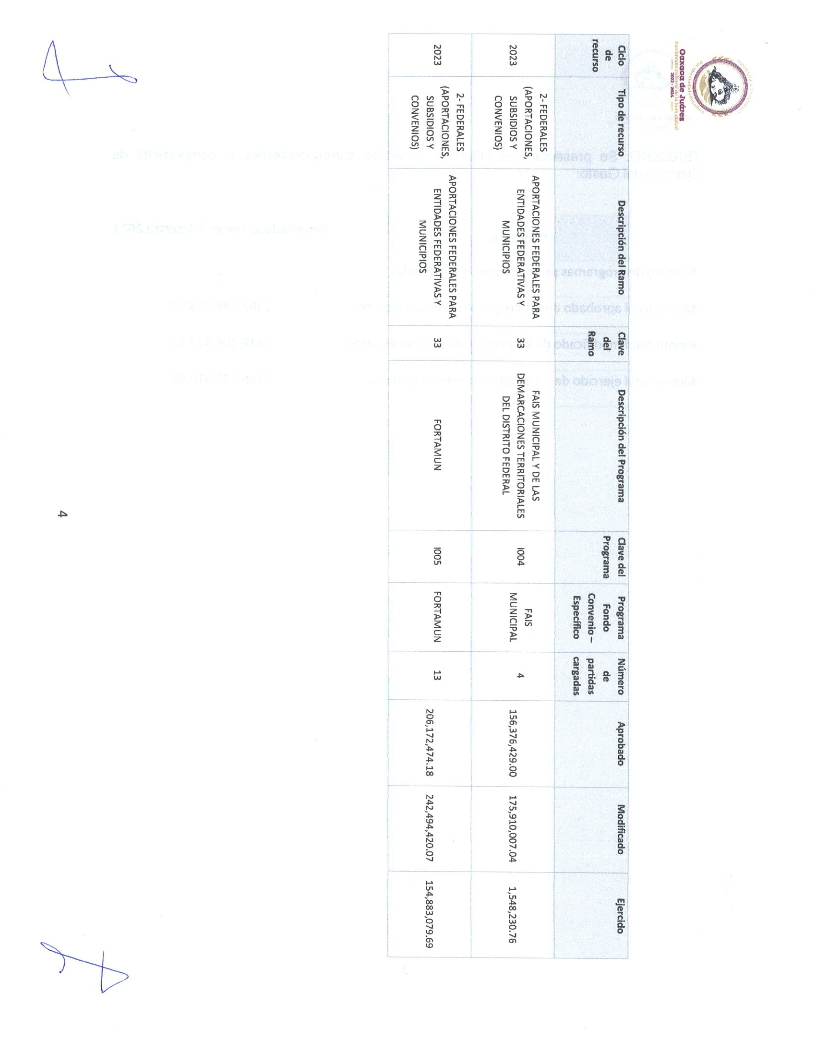 Oaxaca de Juárez
Ciclo de recurso
Tipo de recurso
Descripción del Ramo
Clave del Ramo
Descripción del Programa
Clave del Programa
Programa Fondo Convenio – Específico
Número de partidas cargadas
Aprobado
Modificado
Ejercido
2023
2- FEDERALES
(APORTACIONES,
SUBSIDIOS Y
CONVENIOS)
APORTACIONES FEDERALES PARA
ENTIDADES FEDERATIVAS Y
MUNICIPIOS
33
FAIS MUNICIPAL Y DE LAS
DEMARCACIONES TERRITORIALES
DEL DISTRITO FEDERAL
I004
FAIS
MUNICIPAL
4
156,376,429.00
175,910,007.04
1,548,230.76
2023
2- FEDERALES
(APORTACIONES,
SUBSIDIOS Y
CONVENIOS)
APORTACIONES FEDERALES PARA
ENTIDADES FEDERATIVAS Y
MUNICIPIOS
33
FORTAMUN
I005
FORTAMUN
13
206,172,474.18
242,494,420.07
154,883,079.69
4